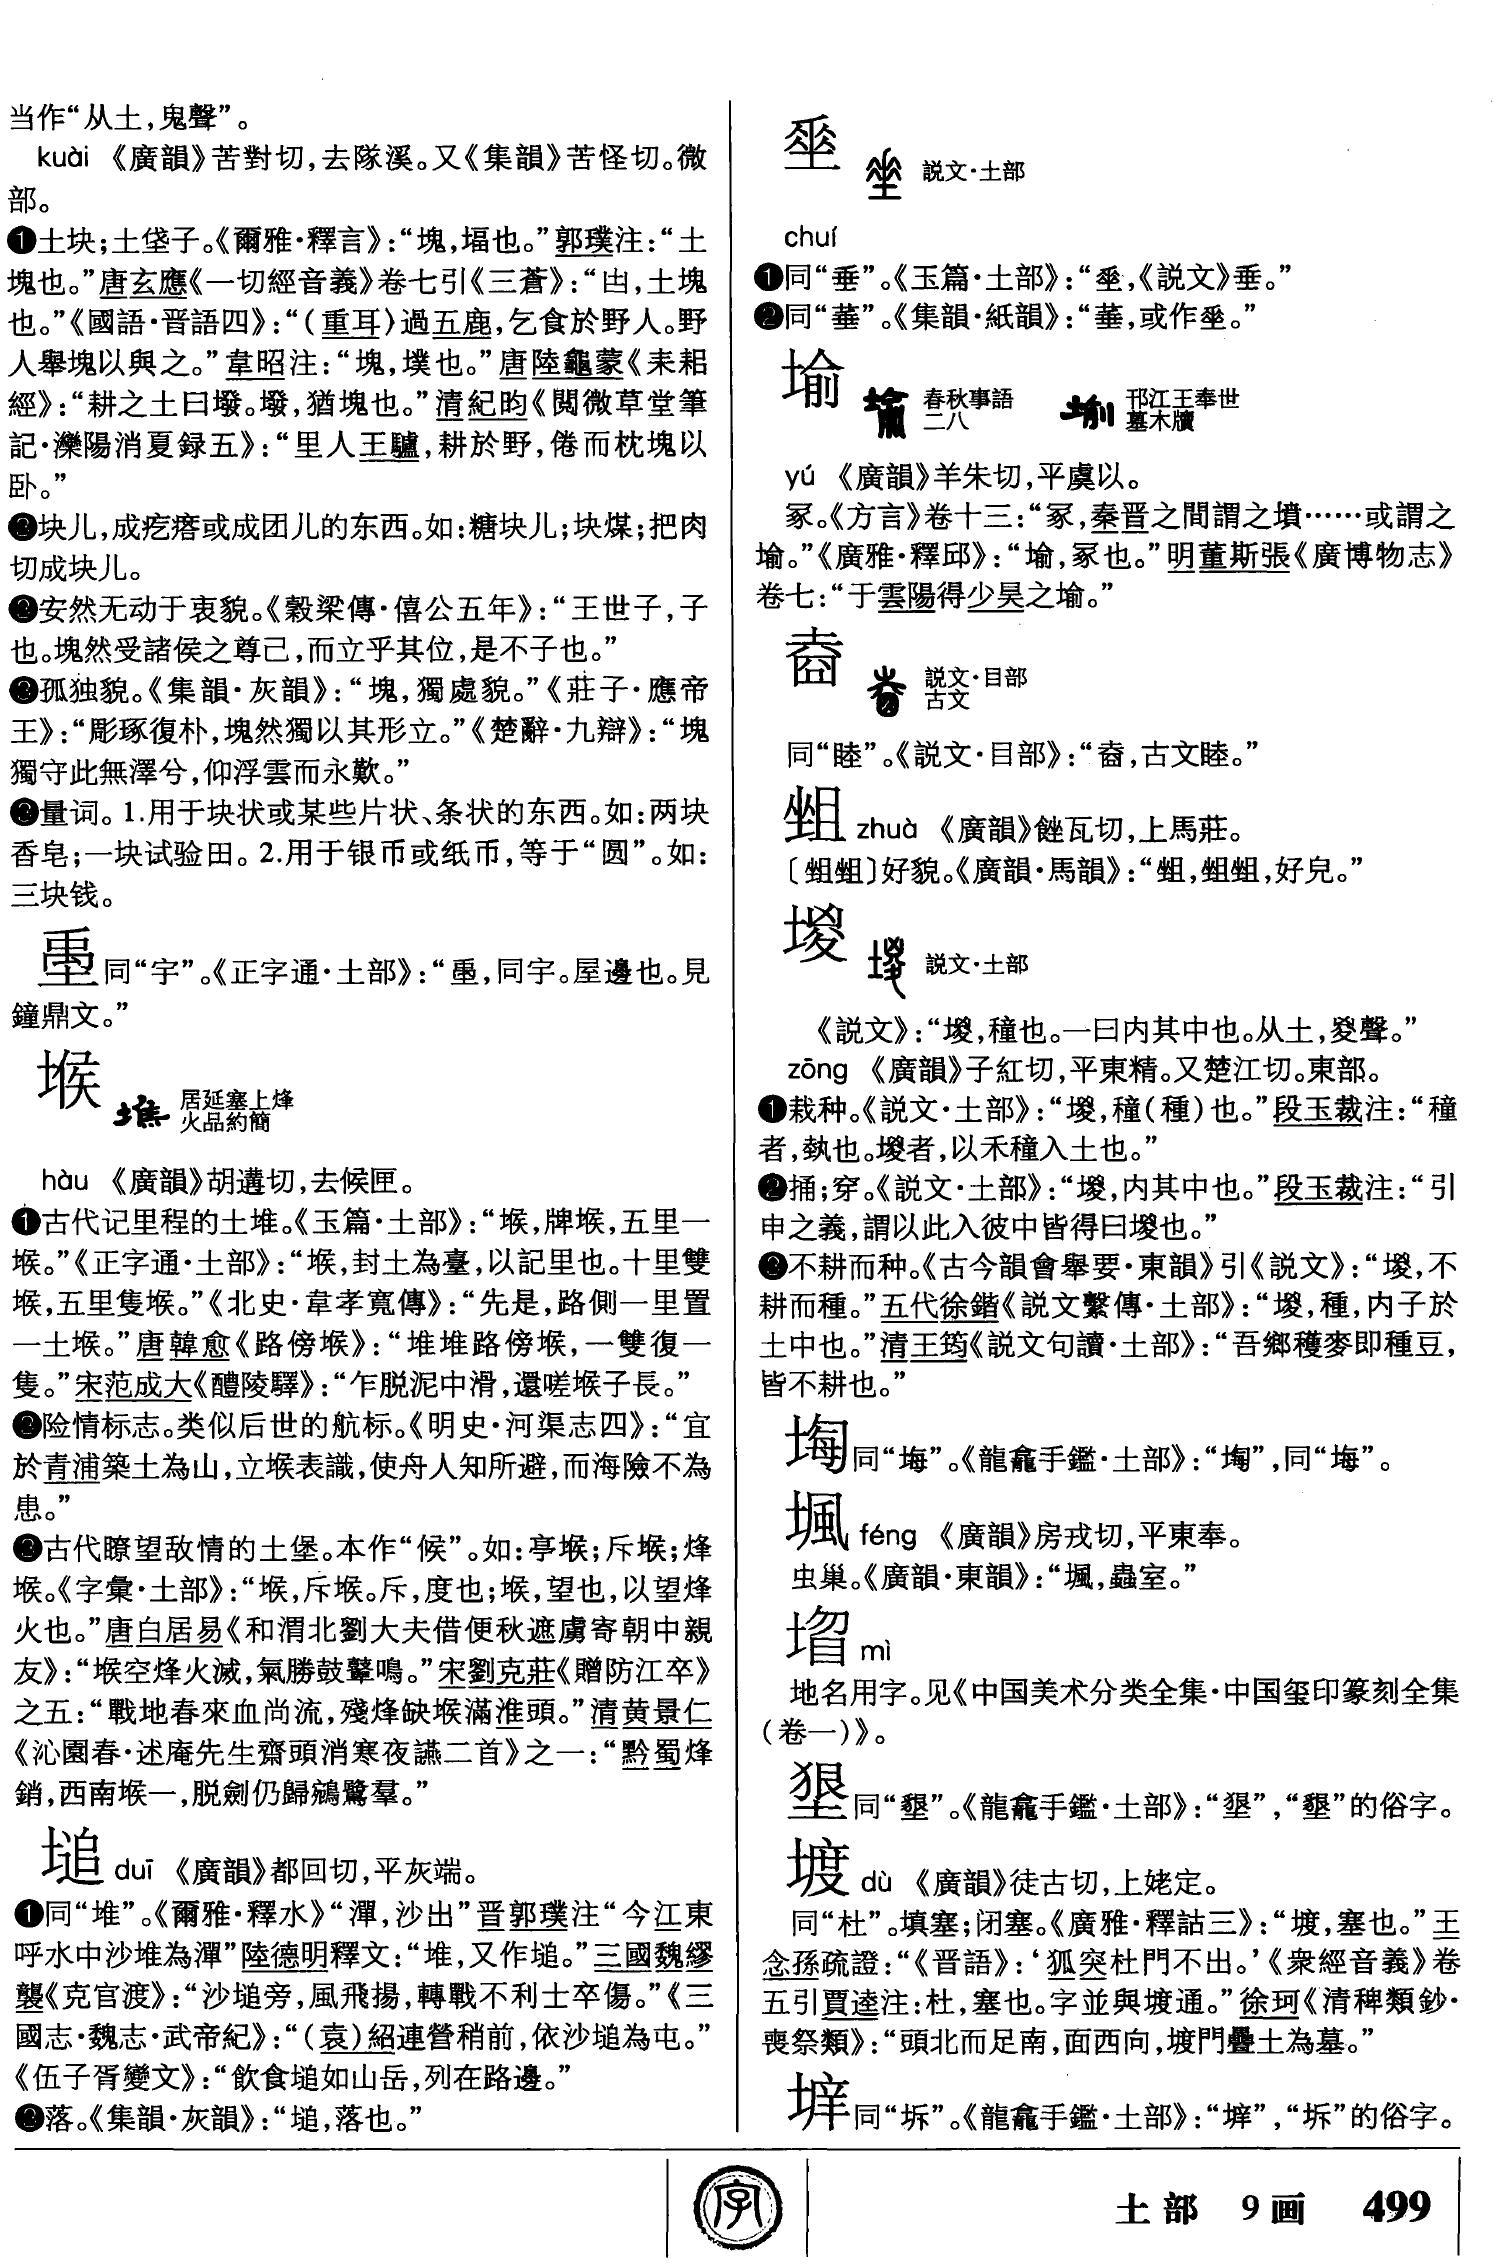 当作“从土,鬼聲”。
kuài 《廣韻》苦對切,去隊溪。又《集韻》苦怪切。微
部。
❶土块;土垡子。《爾雅·釋言》:“塊,堛也。”郭璞注:“土
塊也。”唐玄應《一切經音義》卷七引《三蒼》:“凷,土塊
也。”《國語·晋語四》:“(重耳)過五鹿,乞食於野人。野
人舉塊以與之。”韋昭注:“塊,墣也。”唐陸龜蒙《耒耜
經》:“耕之土曰墢。墢,猶塊也。”清紀昀《閲微草堂筆
記·灤陽消夏録五》:“里人王驢,耕於野,倦而枕塊以
卧。”
❷块儿,成疙瘩或成团儿的东西。如:糖块儿;块煤;把肉
切成块儿。
❸安然无动于衷貌。《穀梁傳·僖公五年》:“王世子,子
也。塊然受諸侯之尊己,而立乎其位,是不子也。”
❹孤独貌。《集韻·灰韻》:“塊,獨處貌。”《莊子·應帝
王》:“彫琢復朴,塊然獨以其形立。”《楚辭·九辯》:“塊
獨守此無澤兮,仰浮雲而永歎。”
❺量词。1.用于块状或某些片状、条状的东西。如:两块
香皂;一块试验田。2.用于银币或纸币,等于“圆”。如:
三块钱。
同“宇”。《正字通·土部》:“,同宇。屋邊也。見
鐘鼎文。”
堠 居延塞上烽
火品約簡
hàu 《廣韻》胡遘切,去候匣。
❶古代记里程的土堆。《玉篇·土部》:“堠,牌堠,五里一
堠。”《正字通·土部》:“堠,封土為臺,以記里也。十里雙
堠,五里隻堠。”《北史·韋孝寬傳》:“先是,路側一里置
一土堠。”唐韓愈《路傍堠》:“堆堆路傍堠,一雙復一
隻。”宋范成大《醴陵驛》:“乍脱泥中滑,還嗟堠子長。”
❷险情标志。类似后世的航标。《明史·河渠志四》:“宜
於青浦築土為山,立堠表識,使舟人知所避,而海險不為
患。”
❸古代瞭望敌情的土堡。本作“候”。如:亭堠;斥堠;烽
堠。《字彙·土部》:“堠,斥堠。斥,度也;堠,望也,以望烽
火也。”唐白居易《和渭北劉大夫借便秋遮虜寄朝中親
友》:“堠空烽火滅,氣勝鼓鼙鳴。”宋劉克莊《贈防江卒》
之五:“戰地春來血尚流,殘烽缺堠滿淮頭。”清黄景仁
《沁園春·述庵先生齋頭消寒夜讌二首》之一:“黔蜀烽
銷,西南堠一,脱劍仍歸鵷鷺羣。”
塠 duī 《廣韻》都回切,平灰端。
❶同“堆”。《爾雅·釋水》“潬,沙出”晋郭璞注“今江東
呼水中沙堆為潬”陸德明釋文:“堆,又作塠。”三國魏繆
襲《克官渡》:“沙塠旁,風飛揚,轉戰不利士卒傷。”《三
國志·魏志·武帝紀》:“(袁)紹連營稍前,依沙塠為屯。”
《伍子胥變文》:“飲食塠如山岳,列在路邊。”
❷落。《集韻·灰韻》:“塠,落也。”
埀 説文·土部
chuí
❶同“垂”。《玉篇·土部》:“埀,《説文》垂。”
❷同“菙”。《集韻·紙韻》:“菙,或作埀。”
堬 春秋事語
二八 邗江王奉世
墓木牘
yú 《廣韻》羊朱切,平虞以。
冢。《方言》卷十三:“冢,秦晋之間謂之墳……或謂之
堬。”《廣雅·釋邱》:“堬,冢也。”明董斯張《廣博物志》
卷七:“于雲陽得少昊之堬。”
説文·目部
古文
同“睦”。《説文·目部》:“,古文睦。”
zhuà 《廣韻》䤙瓦切,上馬莊。
〔〕好貌。《廣韻·馬韻》:“,好皃。”
堫 説文·土部
《説文》:“堫,穜也。一曰内其中也。从土,㚇聲。”
zōng 《廣韻》子紅切,平東精。又楚江切。東部。
❶栽种。《説文·土部》:“堫,穜(種)也。”段玉裁注:“穜
者,埶也。堫者,以禾穜入土也。”
❷捅;穿。《説文·土部》:“堫,内其中也。”段玉裁注:“引
申之義,謂以此入彼中皆得曰堫也。”
❸不耕而种。《古今韻會舉要·東韻》引《説文》:“堫,不
耕而種。”五代徐鍇《説文繫傳·土部》:“堫,種,内子於
土中也。”清王筠《説文句讀·土部》:“吾鄉穫麥即種豆,
皆不耕也。”
同“塰”。《龍龕手鑑·土部》:“”,同“”。
堸 féng 《廣韻》房戎切,平東奉。
虫巢。《廣韻·東韻》:“堸,蟲室。”
mì
地名用字。见《中国美术分类全集·中国玺印篆刻全集
(卷一)》。
同“墾”。《龍龕手鑑·土部》:“”,“墾”的俗字。
塅 dù 《廣韻》徒古切,上姥定。
同“杜”。填塞;闭塞。《廣雅·釋詁三》:“㡯,塞也。”王
念孫疏證:“《晋語》:‘狐突杜門不出。’《衆經音義》卷
五引賈逵注:杜,塞也。字並與通。”徐珂《清稗類鈔·
喪祭類》:“頭北而足南,面西向,門疊土為墓。”
同“坼”。《龍龕手鑑·土部》:“”,“坼”的俗字。
字
土部 9画 499